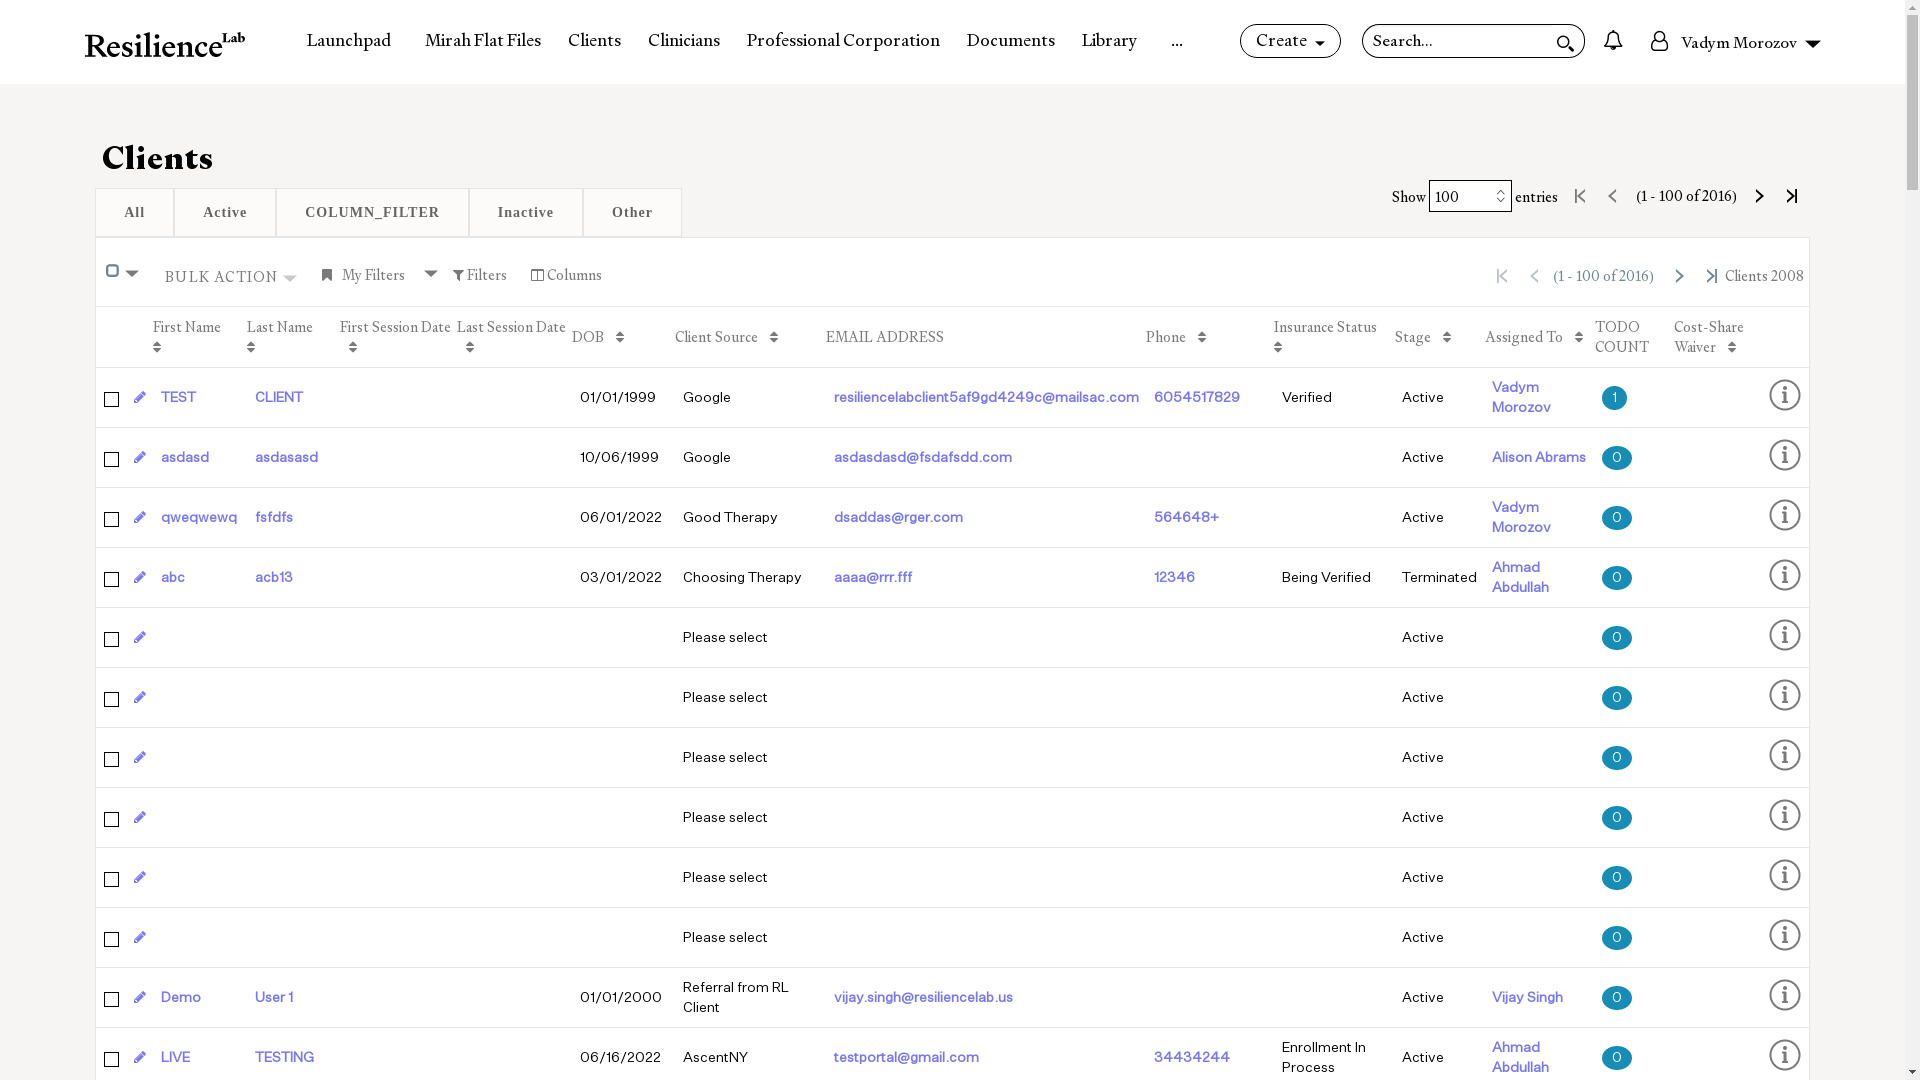 Resilience Lab
Launchpad Mirah Flat Files Clients Clinicians Professional Corporation Documents Library ... Create Search... Vadym Morozov
Clients
All Active COLUMN_FILTER Inactive Other
Show 100 entries (1 - 100 of 2016)
BULK ACTION My Filters Filters Columns (1 - 100 of 2016) Clients 2008
First Name Last Name First Session Date Last Session Date DOB Client Source EMAIL ADDRESS Phone Insurance Status Stage Assigned To TODO COUNT Cost-Share Waiver
TEST CLIENT 01/01/1999 Google resiliencelabclient5af9gd4249c@mailsac.com 6054517829 Verified Active Vadym Morozov 1
asdasd asdasasd 10/06/1999 Google asdasdasd@fsdafsdd.com Active Alison Abrams 0
qweqwewq fsfdfs 06/01/2022 Good Therapy dsaddas@rger.com 564648+ Active Vadym Morozov 0
abc acb13 03/01/2022 Choosing Therapy aaaa@rrr.fff 12346 Being Verified Terminated Ahmad Abdullah 0
Please select Active 0
Please select Active 0
Please select Active 0
Please select Active 0
Please select Active 0
Please select Active 0
Demo User 1 01/01/2000 Referral from RL Client vijay.singh@resiliencelab.us Active Vijay Singh 0
LIVE TESTING 06/16/2022 AscentNY testportal@gmail.com 34434244 Enrollment In Process Active Ahmad Abdullah 0